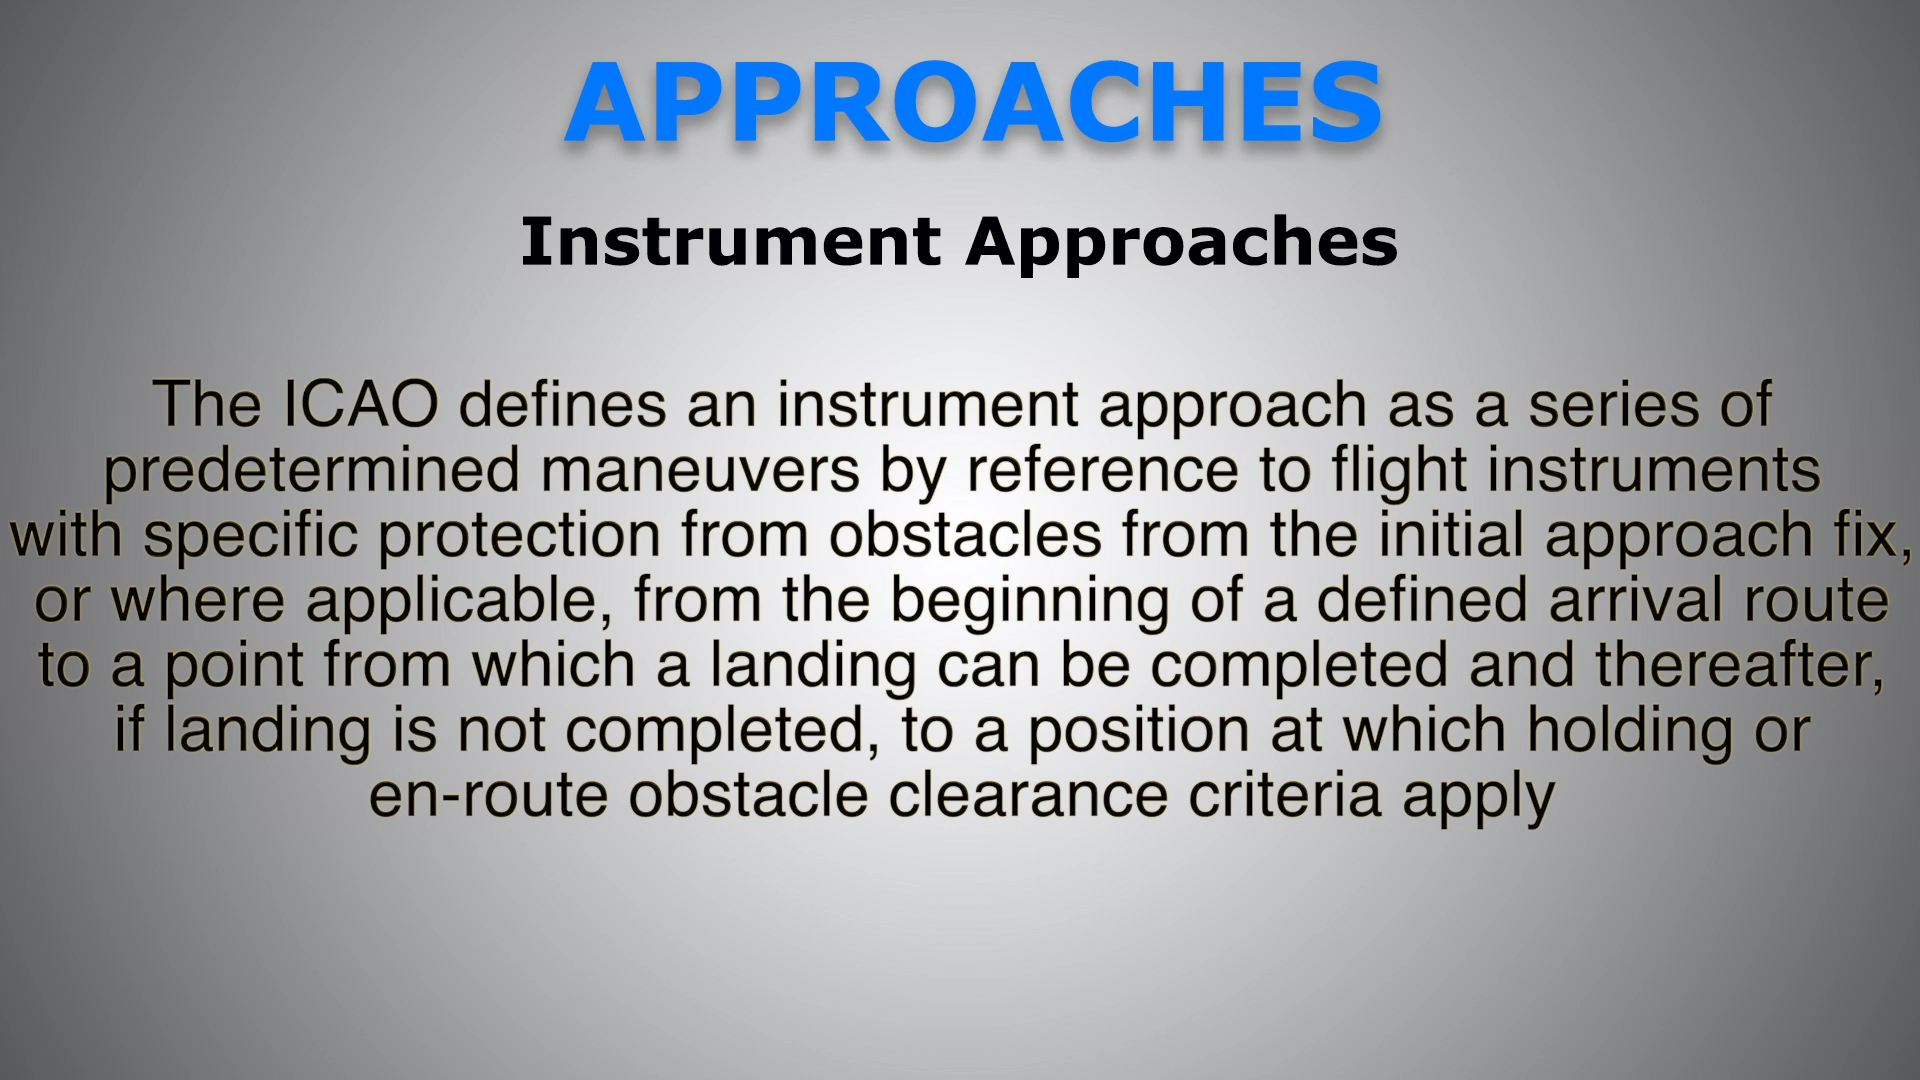 APPROACHES
Instrument Approaches
The ICAO defines an instrument approach as a series of
predetermined maneuvers by reference to flight instruments
with specific protection from obstacles from the initial approach fix,
or where applicable, from the beginning of a defined arrival route
to a point from which a landing can be completed and thereafter,
if landing is not completed, to a position at which holding or
en-route obstacle clearance criteria apply